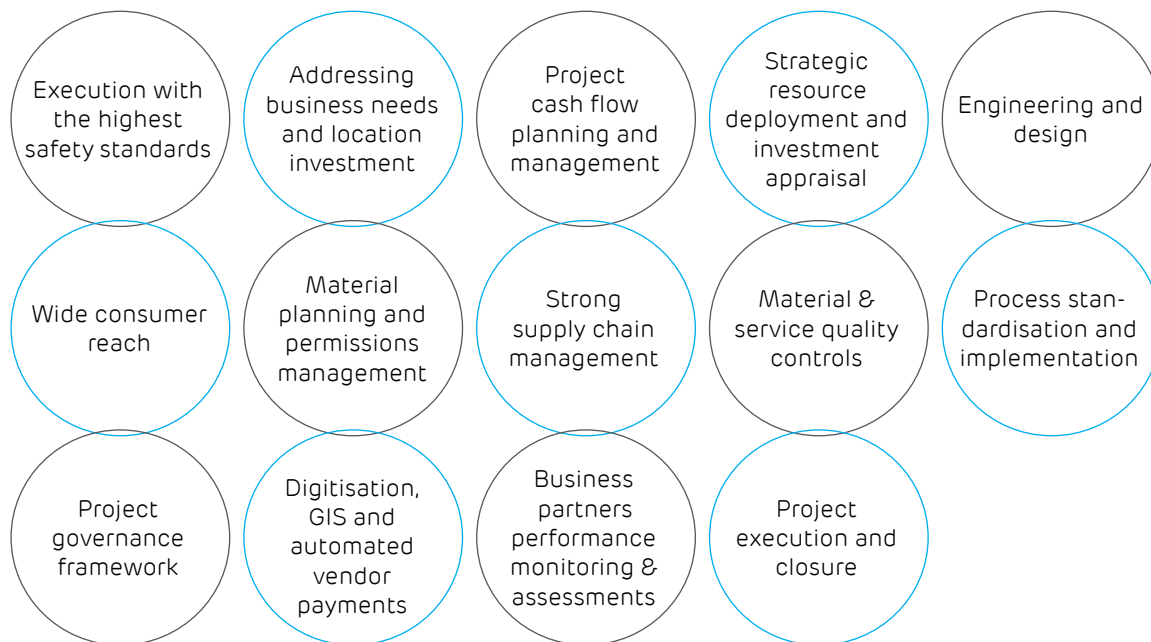 Execution with
the highest
safety standards
Addressing
business needs
and location
investment
Project
cash flow
planning and
management
Strategic
resource
deployment and
investment
appraisal
Engineering and
design
Wide consumer
reach
Material
planning and
permissions
management
Strong
supply chain
management
Material &
service quality
controls
Process stan-
dardisation and
implementation
Project
governance
framework
Digitisation,
GIS and
automated
vendor
payments
Business
partners
performance
monitoring &
assessments
Project
execution and
closure